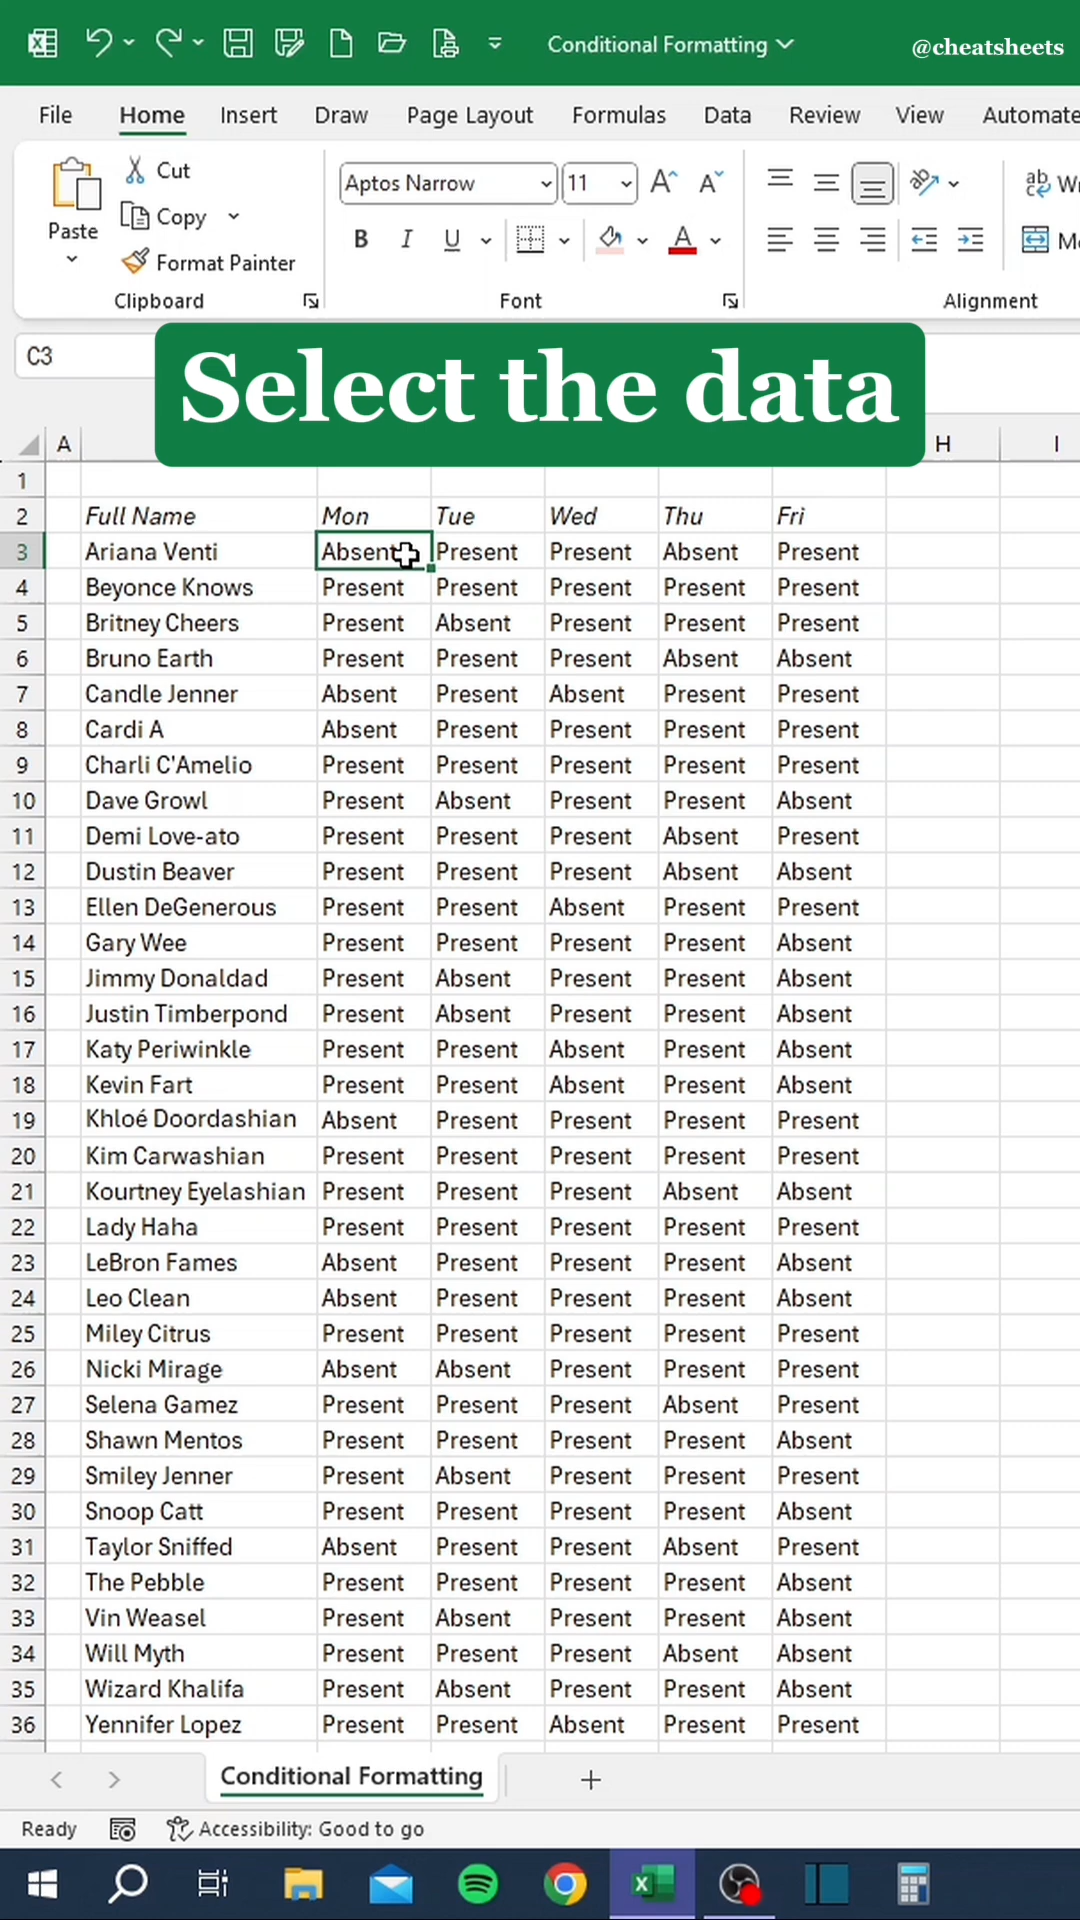 Conditional Formatting
@cheatsheets
File Home Insert Draw Page Layout Formulas Data Review View Automate
Cut
Aptos Narrow 11 A A
ab
Copy
Paste
B I U A
Format Painter
Clipboard Font Alignment
C3
Select the data
A H I
1
2 Full Name Mon Tue Wed Thu Fri
3 Ariana Venti Absent Present Present Absent Present
4 Beyonce Knows Present Present Present Present Present
5 Britney Cheers Present Absent Present Present Present
6 Bruno Earth Present Present Present Absent Absent
7 Candle Jenner Absent Present Absent Present Present
8 Cardi A Absent Present Present Present Present
9 Charli C'Amelio Present Present Present Present Present
10 Dave Growl Present Absent Present Present Absent
11 Demi Love-ato Present Present Present Absent Present
12 Dustin Beaver Present Present Present Absent Absent
13 Ellen DeGenerous Present Present Absent Present Present
14 Gary Wee Present Present Present Present Absent
15 Jimmy Donaldad Present Absent Present Present Absent
16 Justin Timberpond Present Absent Present Present Absent
17 Katy Periwinkle Present Present Absent Present Absent
18 Kevin Fart Present Present Absent Present Absent
19 Khloé Doordashian Absent Present Present Present Present
20 Kim Carwashian Present Present Present Present Present
21 Kourtney Eyelashian Present Present Present Absent Absent
22 Lady Haha Present Present Present Present Present
23 LeBron Fames Absent Present Present Present Absent
24 Leo Clean Absent Present Present Present Absent
25 Miley Citrus Present Present Present Present Present
26 Nicki Mirage Absent Absent Present Present Present
27 Selena Gamez Present Present Present Absent Present
28 Shawn Mentos Present Present Present Present Absent
29 Smiley Jenner Present Absent Present Present Absent
30 Snoop Catt Present Present Present Present Absent
31 Taylor Sniffed Absent Present Present Absent Present
32 The Pebble Present Present Present Present Absent
33 Vin Weasel Present Absent Present Present Absent
34 Will Myth Present Present Present Absent Absent
35 Wizard Khalifa Present Absent Present Present Absent
36 Yennifer Lopez Present Present Absent Present Present
Conditional Formatting
Ready Accessibility: Good to go